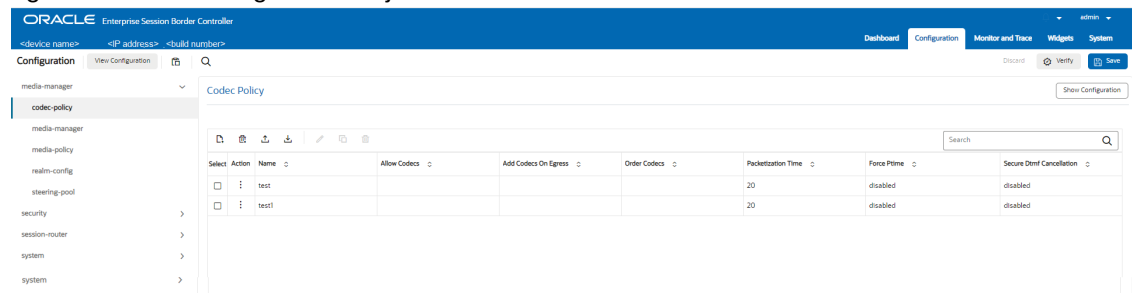 ORACLE Enterprise Session Border Controller
admin
<device name> <IP address> <build number>
Dashboard Configuration Monitor and Trace Widgets System
Configuration View Configuration Discard Verify Save
media-manager
Codec Policy Show Configuration
codec-policy
media-manager
media-policy
Search
realm-config
Select Action Name Allow Codecs Add Codecs On Egress Order Codecs Packetization Time Force Ptime Secure Dtmf Cancellation
steering-pool
test 20 disabled disabled
security
test1 20 disabled disabled
session-router
system
system